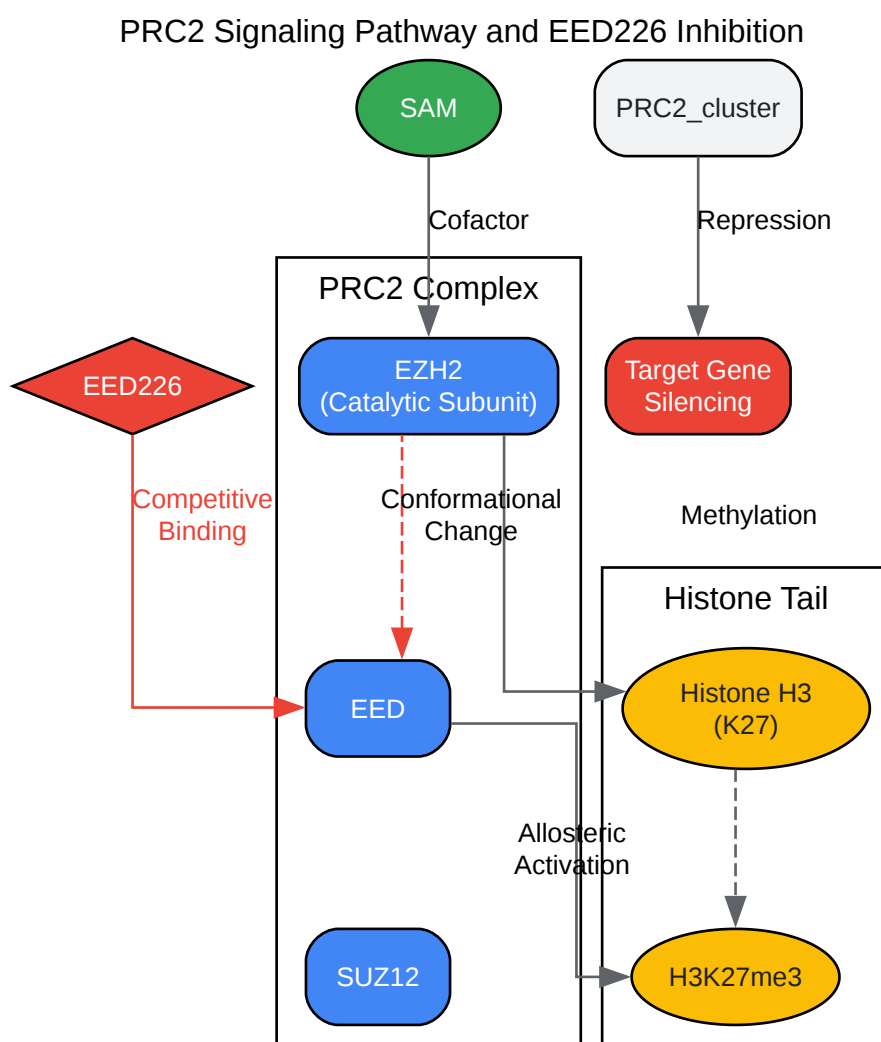 PRC2 Signaling Pathway and EED226 Inhibition
SAM
PRC2_cluster
Cofactor
Repression
PRC2 Complex
EED226
EZH2
(Catalytic Subunit)
Target Gene
Silencing
Competitive
Binding
Conformational
Change
Methylation
Histone Tail
EED
Histone H3
(K27)
Allosteric
Activation
SUZ12
H3K27me3